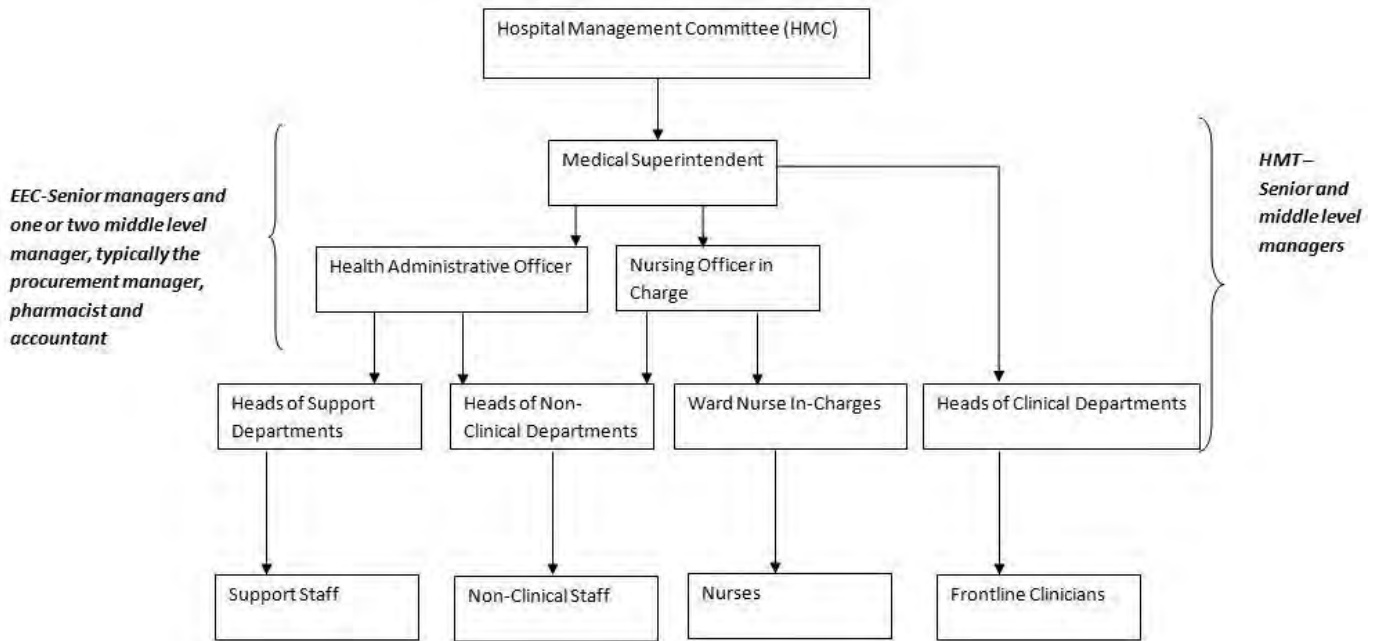 Hospital Management Committee (HMC)
Medical Superintendent
EEC-Senior managers and
one or two middle level
manager, typically the
procurement manager,
pharmacist and
accountant
HMT–
Senior and
middle level
managers
Health Administrative Officer
Nursing Officer in
Charge
Heads of Support
Departments
Heads of Non-
Clinical Departments
Ward Nurse In-Charges
Heads of Clinical Departments
Support Staff
Non-Clinical Staff
Nurses
Frontline Clinicians